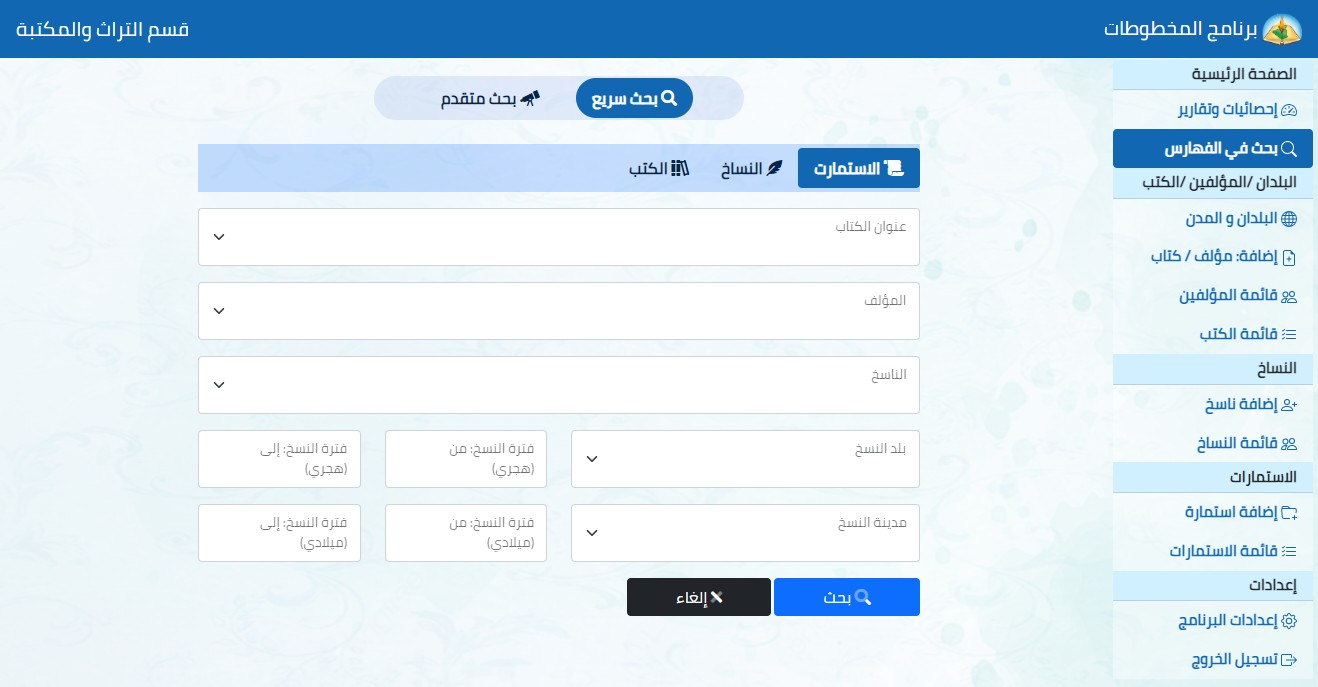 برنامج المخطوطات
قسم التراث والمكتبة
الصفحة الرئيسية
إحصائيات وتقارير
بحث في الفهارس
البلدان /المؤلفين /الكتب
البلدان و المدن
إضافة: مؤلف / كتاب
قائمة المؤلفين
قائمة الكتب
النساخ
إضافة ناسخ
قائمة النساخ
الاستمارات
إضافة استمارة
قائمة الاستمارات
إعدادات
إعدادات البرنامج
تسجيل الخروج
بحث سريع
بحث متقدم
الاستمارت
النساخ
الكتب
عنوان الكتاب
المؤلف
الناسخ
بلد النسخ
فترة النسخ: من
(هجري)
فترة النسخ: إلى
(هجري)
مدينة النسخ
فترة النسخ: من
(ميلادي)
فترة النسخ: إلى
(ميلادي)
بحث
إلغاء